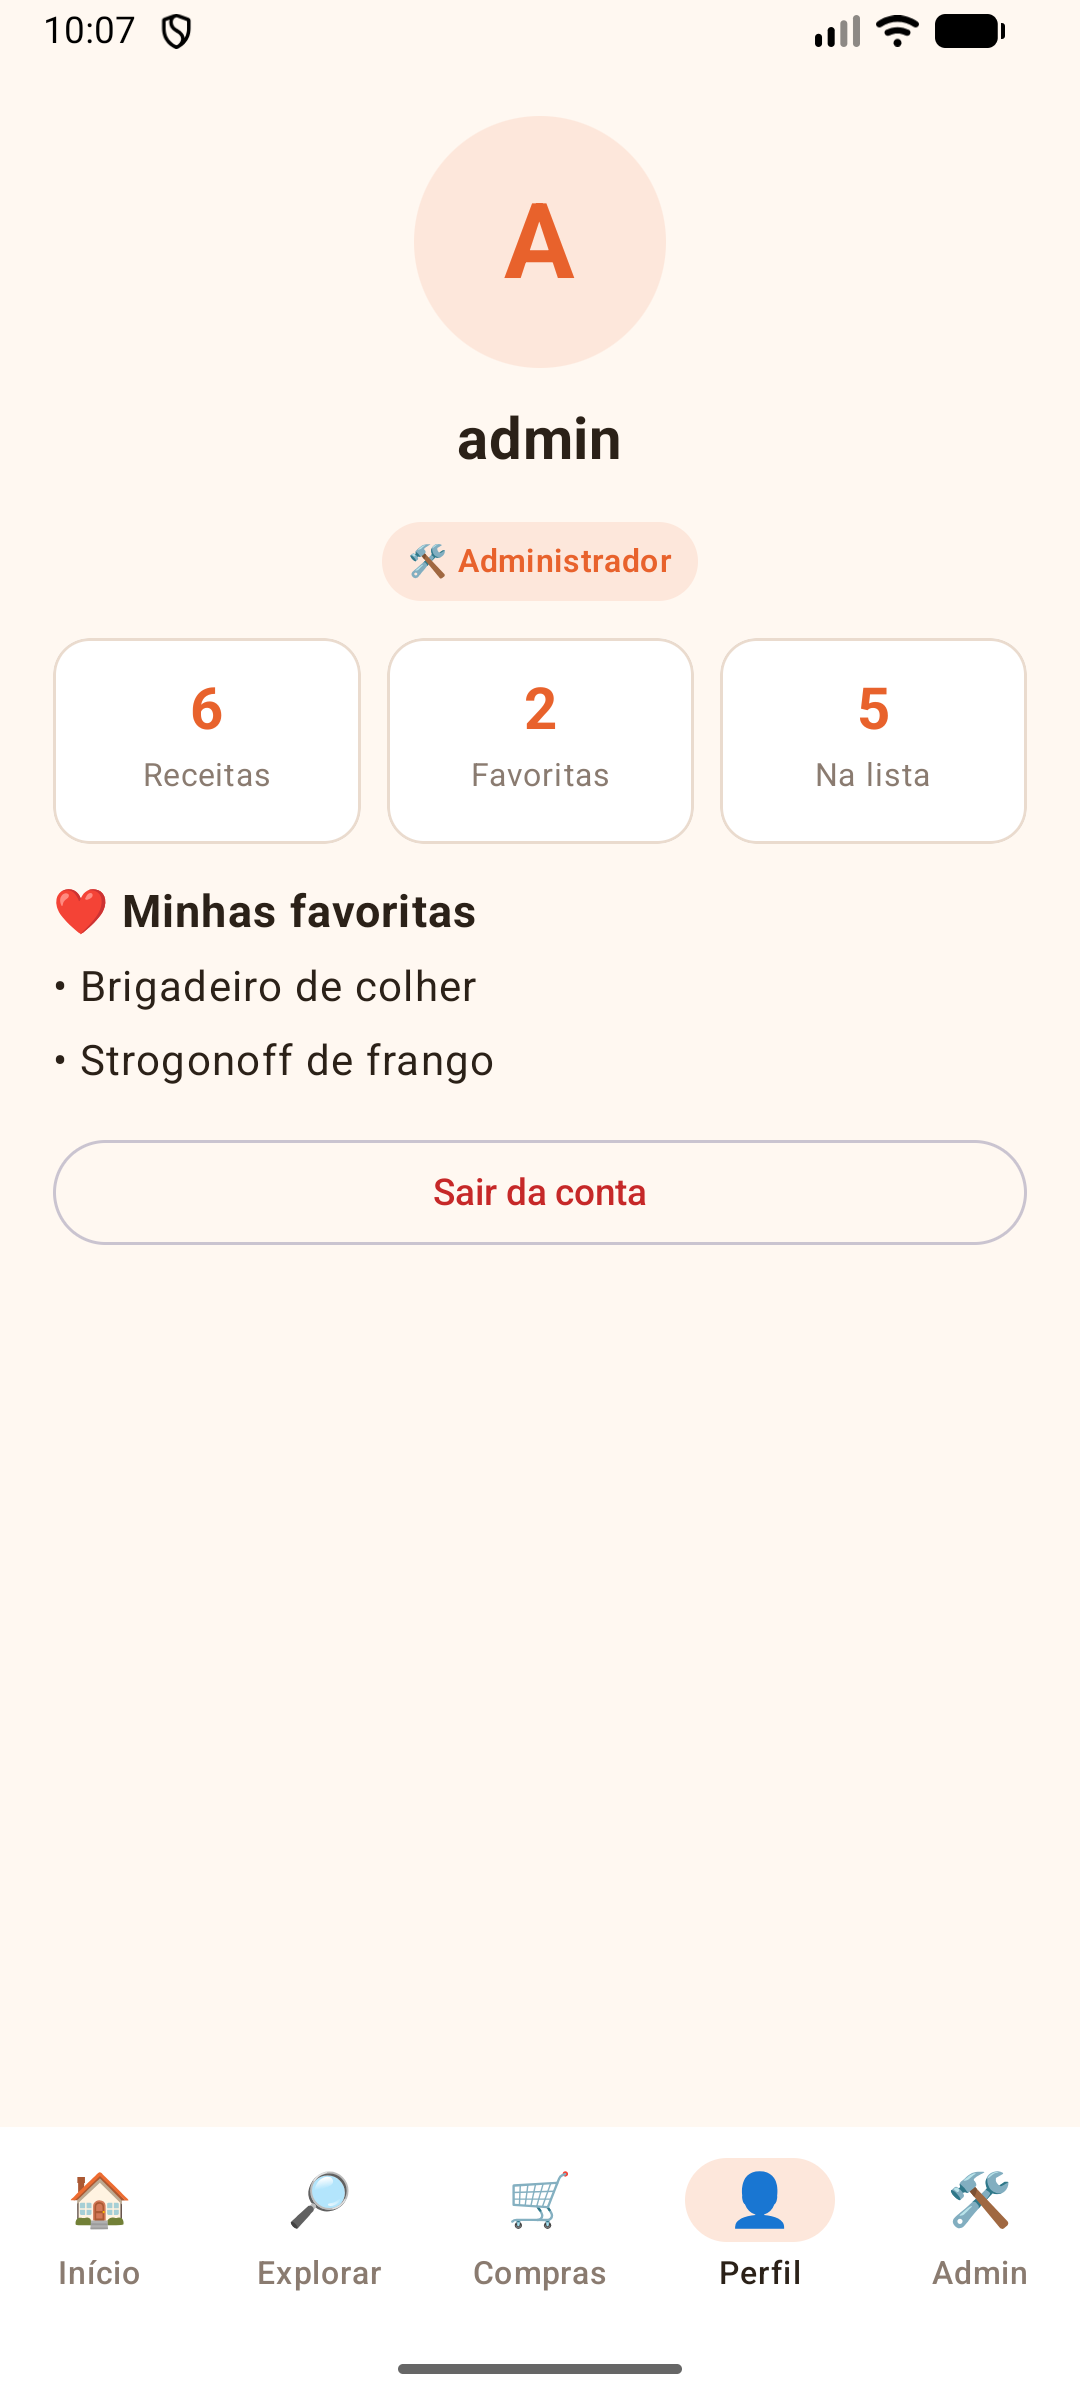 10:07
A
admin
🛠️ Administrador
6
Receitas
2
Favoritas
5
Na lista
❤️ Minhas favoritas
• Brigadeiro de colher
• Strogonoff de frango
Sair da conta
Início
Explorar
Compras
Perfil
Admin